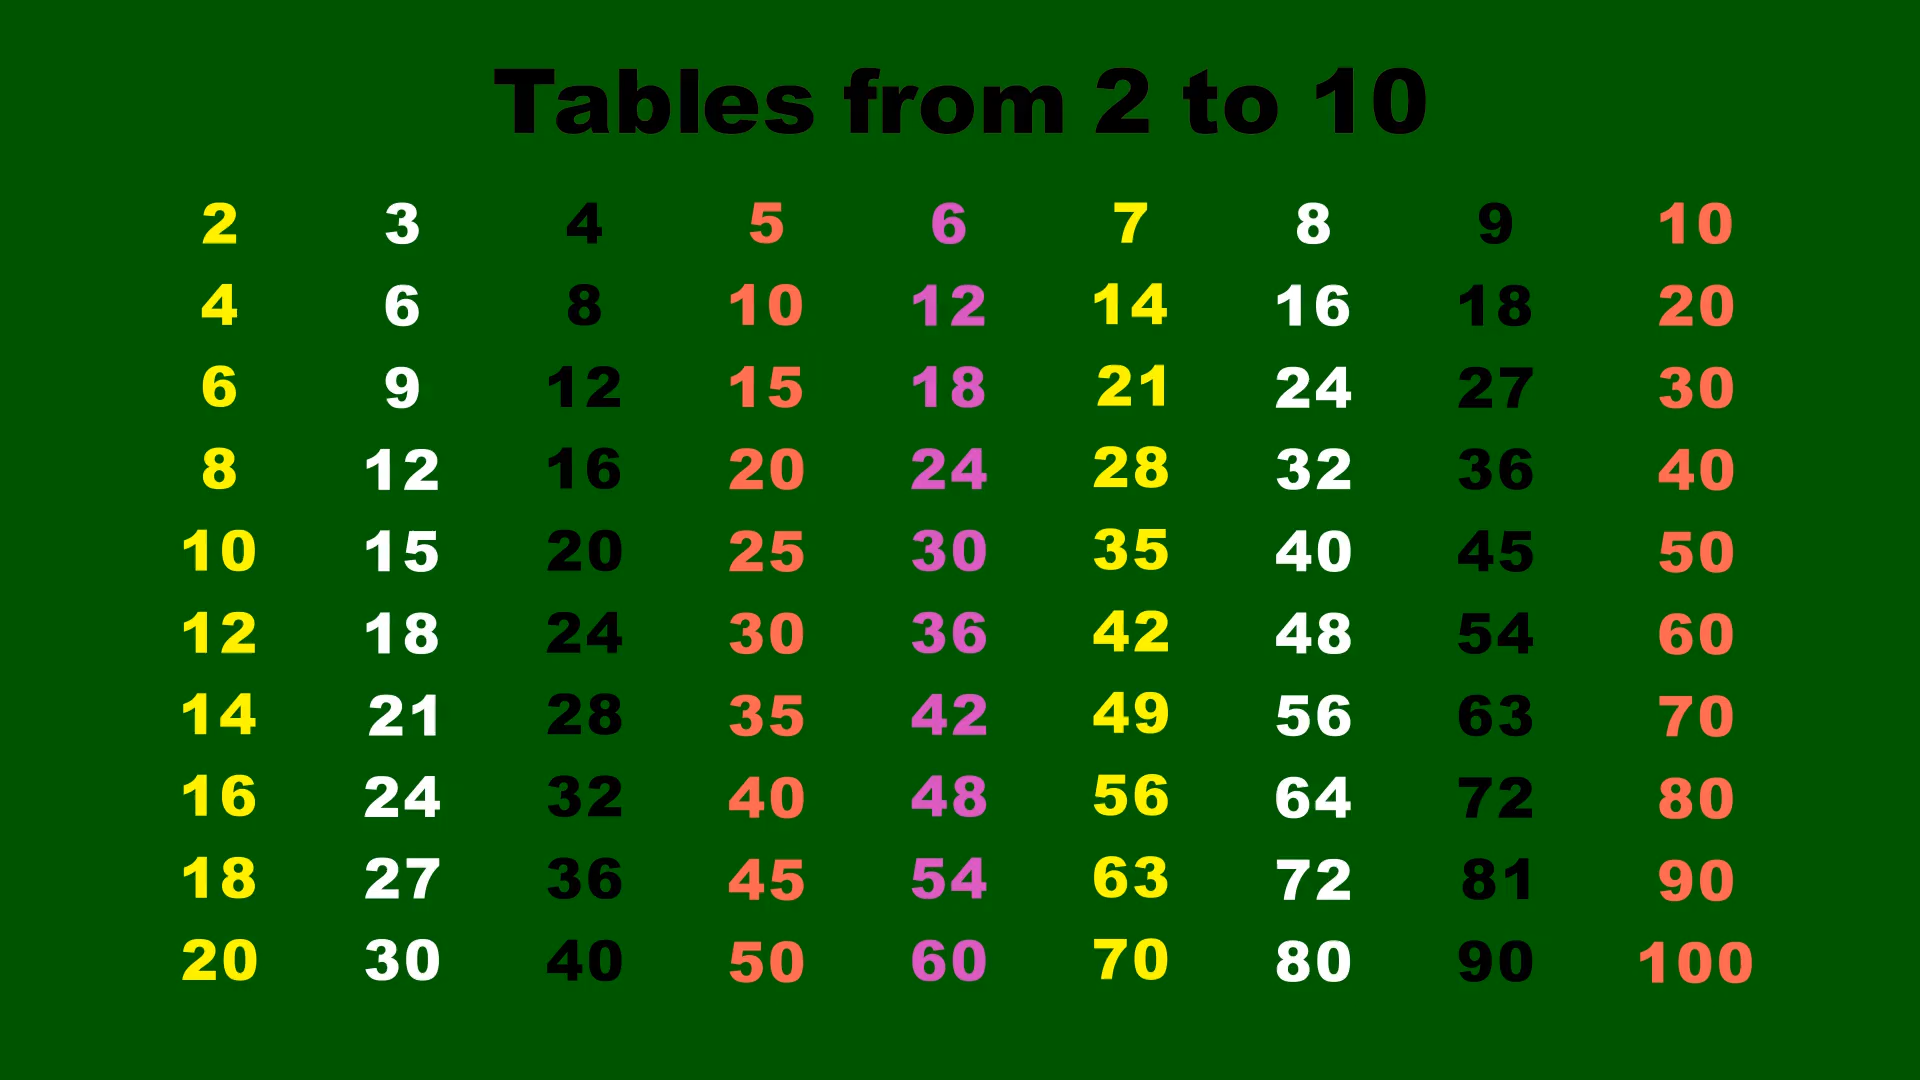 Tables from 2 to 10
2 3 4 5 6 7 8 9 10
4 6 8 10 12 14 16 18 20
6 9 12 15 18 21 24 27 30
8 12 16 20 24 28 32 36 40
10 15 20 25 30 35 40 45 50
12 18 24 30 36 42 48 54 60
14 21 28 35 42 49 56 63 70
16 24 32 40 48 56 64 72 80
18 27 36 45 54 63 72 81 90
20 30 40 50 60 70 80 90 100